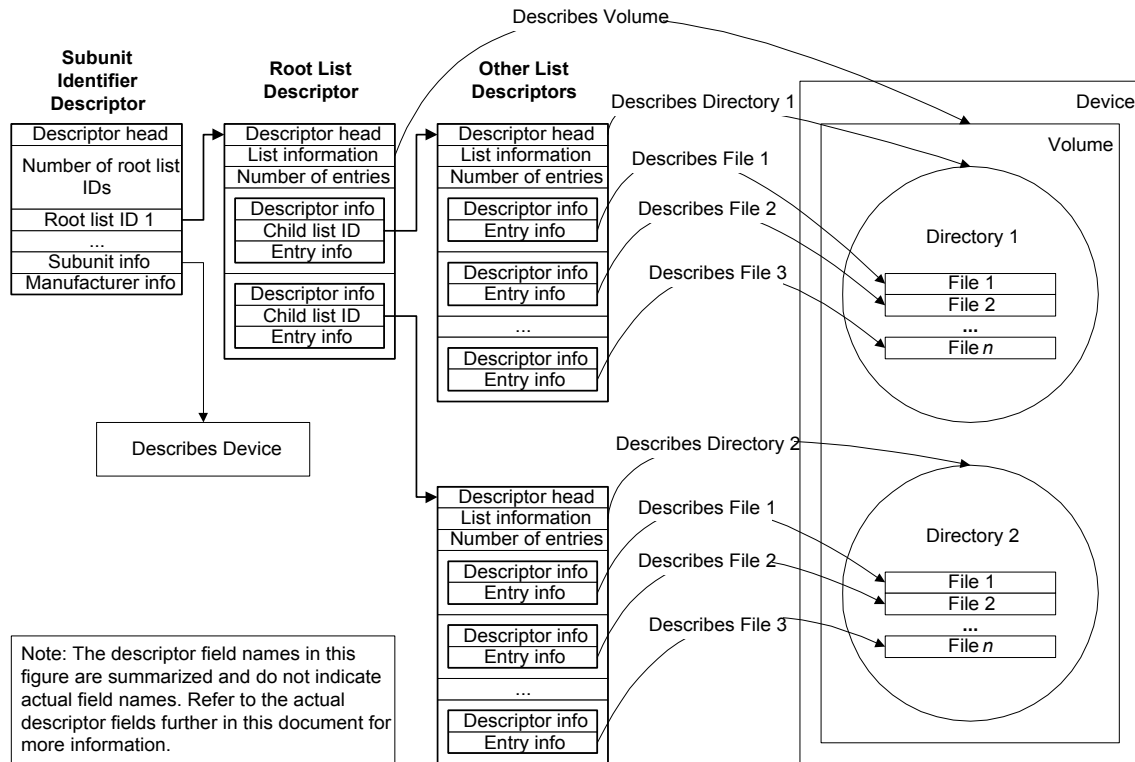 Describes Volume
Subunit
Identifier
Descriptor
Descriptor head
Number of root list
IDs
Root list ID 1
...
Subunit info
Manufacturer info
Describes Device
Root List
Descriptor
Descriptor head
List information
Number of entries
Descriptor info
Child list ID
Entry info
Descriptor info
Child list ID
Entry info
Other List
Descriptors
Descriptor head
List information
Number of entries
Descriptor info
Entry info
Descriptor info
Entry info
...
Descriptor info
Entry info
Descriptor head
List information
Number of entries
Descriptor info
Entry info
Descriptor info
Entry info
...
Descriptor info
Entry info
Describes Directory 1
Describes File 1
Describes File 2
Describes File 3
Describes Directory 2
Describes File 1
Describes File 2
Describes File 3
Device
Volume
Directory 1
File 1
File 2
...
File n
Directory 2
File 1
File 2
...
File n
Note: The descriptor field names in this
figure are summarized and do not indicate
actual field names. Refer to the actual
descriptor fields further in this document for
more information.